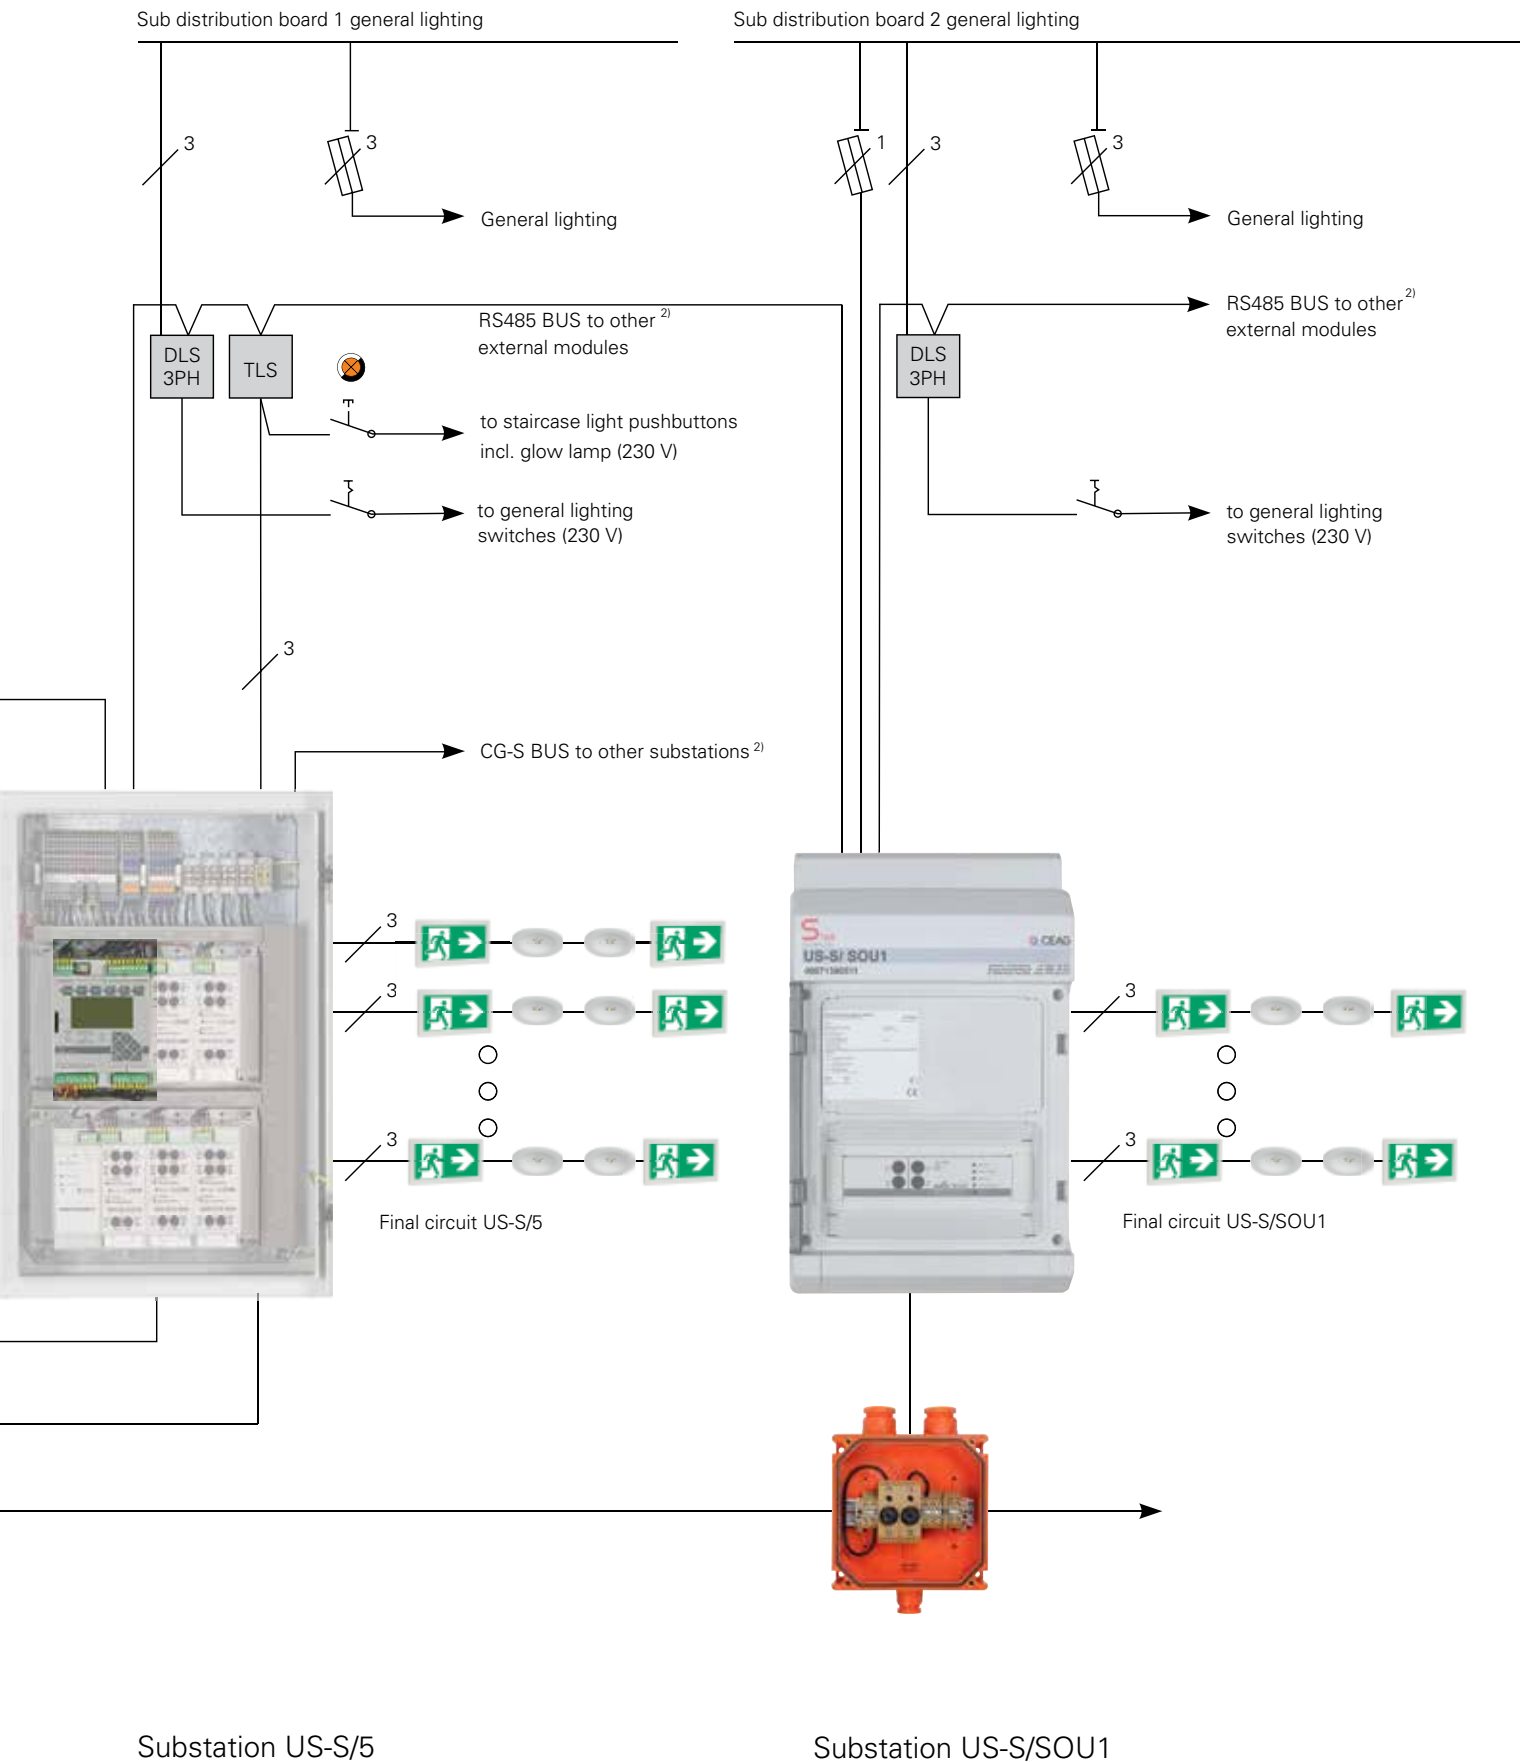 Sub distribution board 1 general lighting
Sub distribution board 2 general lighting
3
3
1
3
3
General lighting
General lighting
RS485 BUS to other 2)
external modules
RS485 BUS to other 2)
external modules
DLS
3PH
TLS
DLS
3PH
to staircase light pushbuttons
incl. glow lamp (230 V)
to general lighting
switches (230 V)
to general lighting
switches (230 V)
3
CG-S BUS to other substations 2)
3
3
3
Final circuit US-S/5
US-S/ SOU1
CEAG
3
3
Final circuit US-S/SOU1
Substation US-S/5
Substation US-S/SOU1